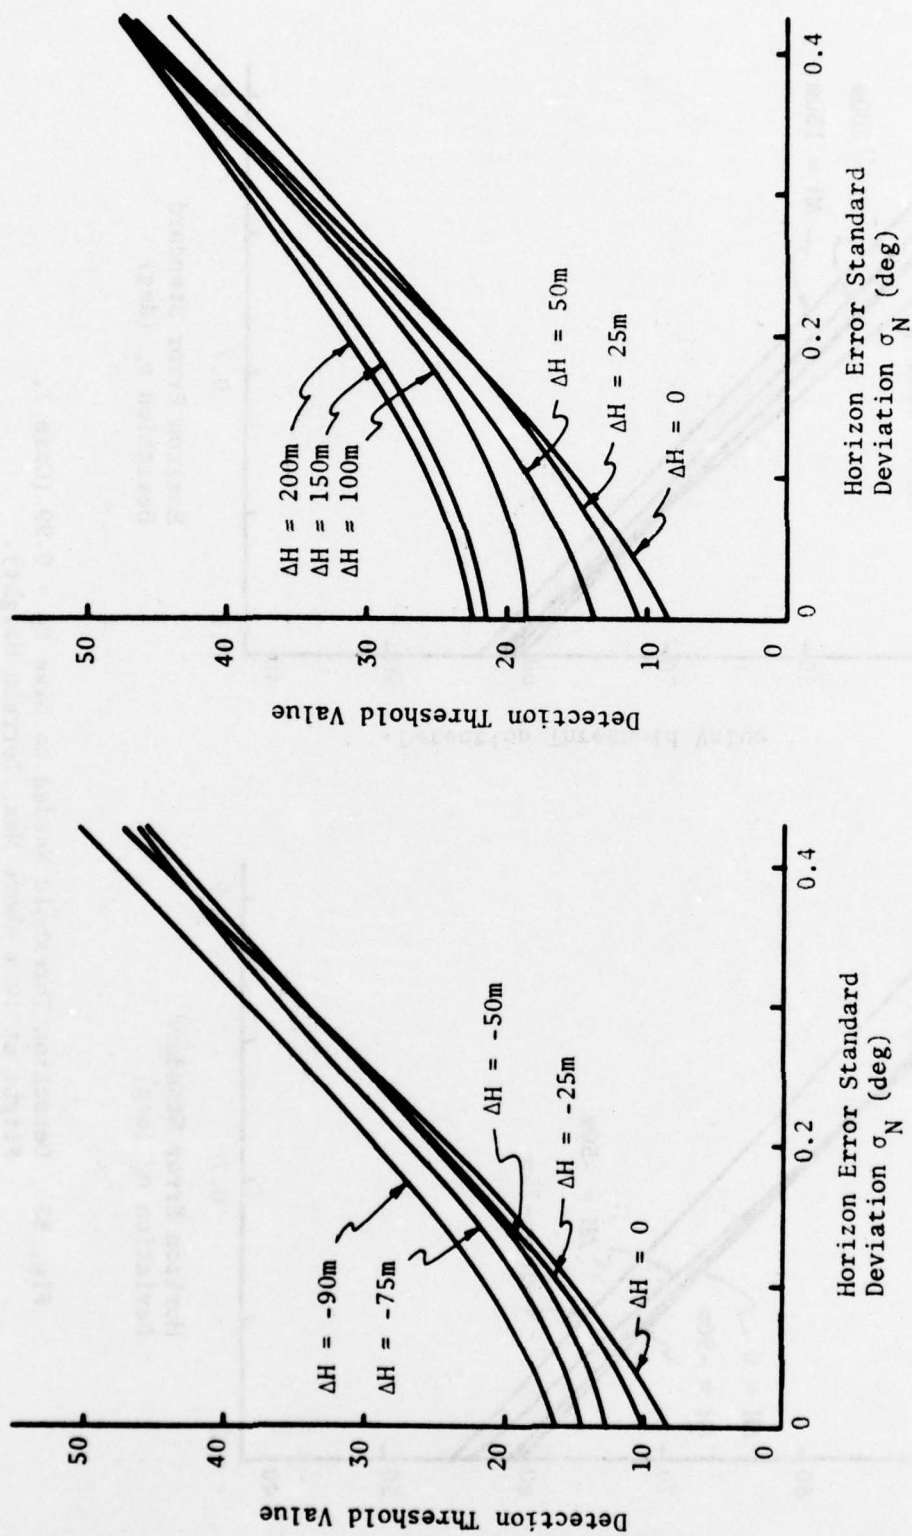 Detection Threshold Value
50
40
30
20
10
0
ΔH = -90m
ΔH = -75m
ΔH = -50m
ΔH = -25m
ΔH = 0
0
0.2
0.4
Horizon Error Standard
Deviation σN (deg)
Detection Threshold Value
50
40
30
20
10
ΔH = 200m
ΔH = 150m
ΔH = 100m
ΔH = 50m
ΔH = 25m
ΔH = 0
0
0.2
0.4
Horizon Error Standard
Deviation σN (deg)